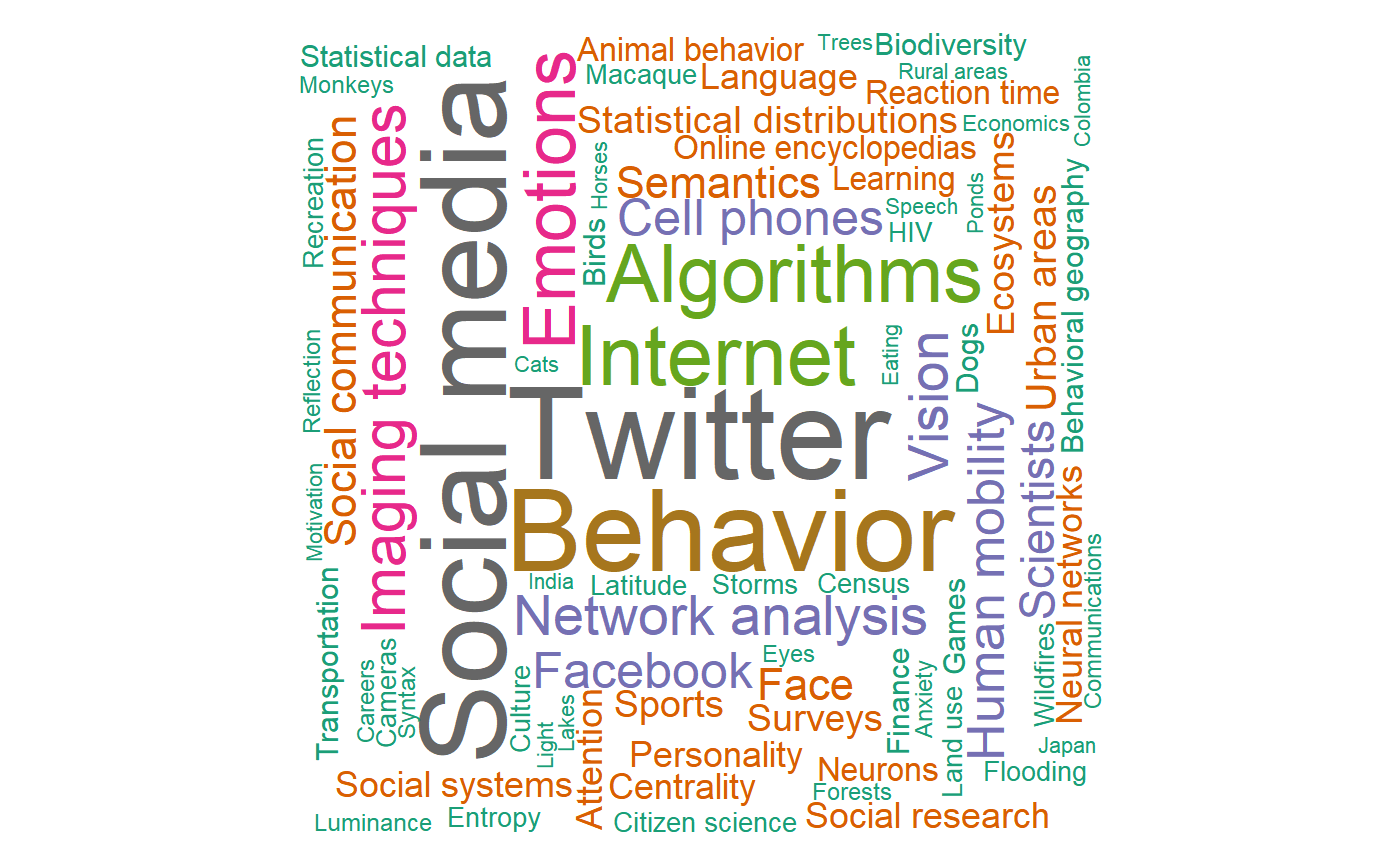 Statistical data
Monkeys
Animal behavior
Trees
Biodiversity
Macaque
Language
Rural areas
Reaction time
Colombia
Statistical distributions
Economics
Online encyclopedias
Semantics
Learning
Horses
Cell phones
Speech
HIV
Ponds
Ecosystems
Birds
Algorithms
Urban areas
Behavioral geography
Recreation
Social communication
Imaging techniques
Social media
Emotions
Internet
Cats
Eating
Dogs
Vision
Reflection
Twitter
Behavior
Motivation
Human mobility
Scientists
Neural networks
Communications
India
Latitude
Storms
Census
Network analysis
Games
Transportation
Careers
Cameras
Syntax
Facebook
Eyes
Face
Culture
Light
Lakes
Attention
Sports
Surveys
Finance
Anxiety
Land use
Wildfires
Personality
Neurons
Japan
Flooding
Social systems
Centrality
Forests
Luminance
Entropy
Citizen science
Social research